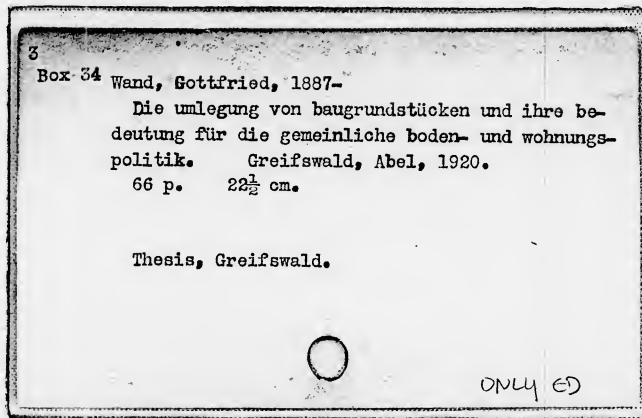 3
Box 34 Wand, Gottfried, 1887-
Die umlegung von baugrundstücken und ihre be-
deutung für die gemeinliche boden- und wohnungs-
politik. Greifswald, Abel, 1920.
66 p. 22½ cm.
Thesis, Greifswald.
ONLY ED